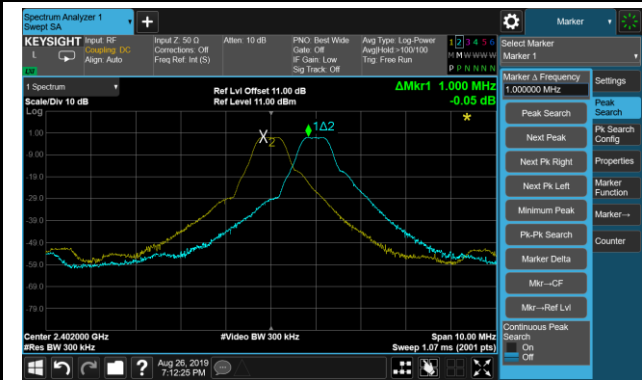 Spectrum Analyzer 1
Swept SA
+
Marker
KEYSIGHT
L
LV
Input: RF
Coupling: DC
Align: Auto
Input Z: 50 Ω
Corrections: Off
Freq Ref: Int (S)
Atten: 10 dB
PNO: Best Wide
Gate: Off
IF Gain: Low
Sig Track: Off
Avg Type: Log-Power
Avg|Hold:>100/100
Trig: Free Run
1 2 3 4 5 6
M M W W W W
P P N N N N
Select Marker
Marker 1
1 Spectrum
Scale/Div 10 dB
Log
Ref Lvl Offset 11.00 dB
Ref Level 11.00 dBm
ΔMkr1 1.000 MHz
-0.05 dB
*
1.00
-9.00
-19.0
-29.0
-39.0
-49.0
-59.0
-69.0
-79.0
X2
1Δ2
Center 2.402000 GHz
#Res BW 300 kHz
#Video BW 300 kHz
Span 10.00 MHz
Sweep 1.07 ms (2001 pts)
Marker Δ Frequency
1.000000 MHz
Peak Search
Next Peak
Next Pk Right
Next Pk Left
Minimum Peak
Pk-Pk Search
Marker Delta
Mkr→CF
Mkr→Ref Lvl
Continuous Peak
Search
On
Off
Settings
Peak
Search
Pk Search
Config
Properties
Marker
Function
Marker→
Counter
?
Aug 26, 2019
7:12:25 PM